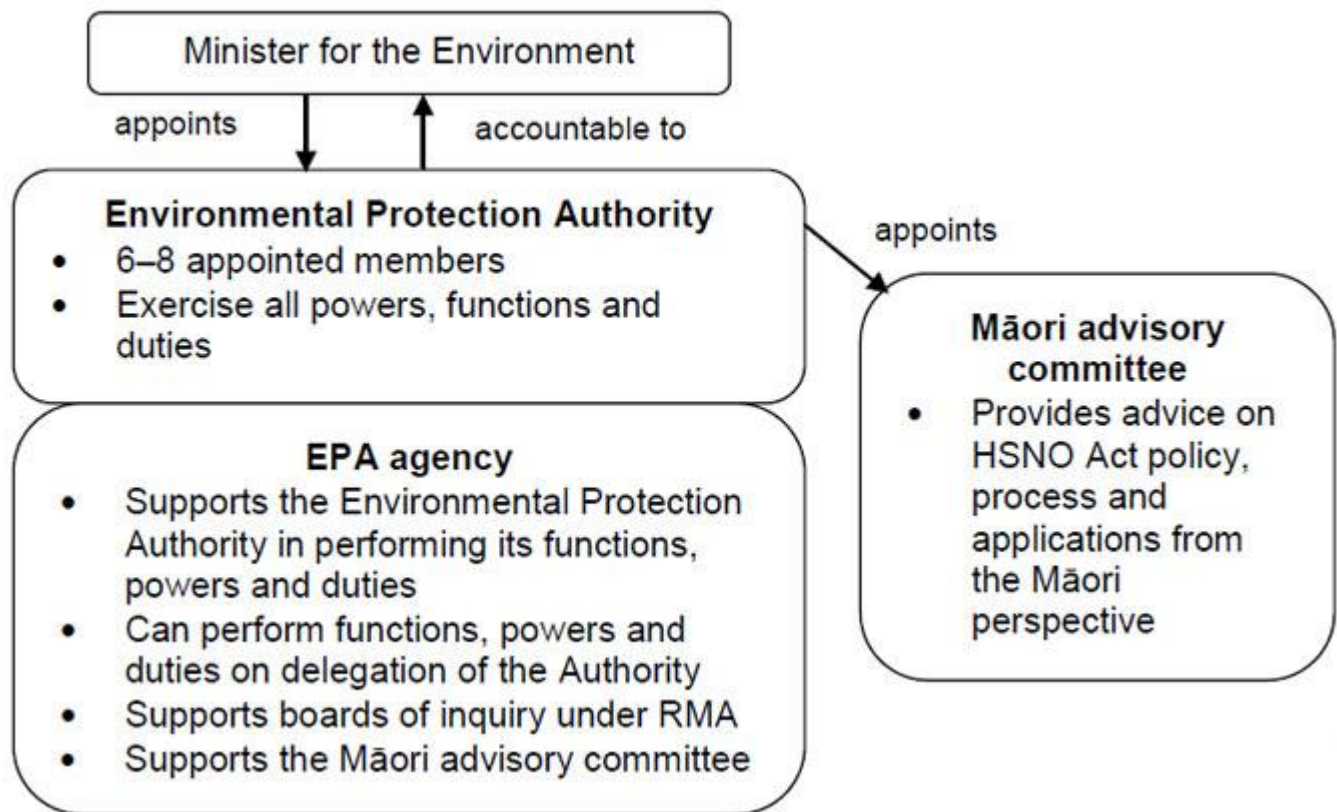 Minister for the Environment
appoints
accountable to
Environmental Protection Authority
• 6–8 appointed members
• Exercise all powers, functions and
duties
appoints
Māori advisory
committee
• Provides advice on
HSNO Act policy,
process and
applications from
the Māori
perspective
EPA agency
• Supports the Environmental Protection
Authority in performing its functions,
powers and duties
• Can perform functions, powers and
duties on delegation of the Authority
• Supports boards of inquiry under RMA
• Supports the Māori advisory committee